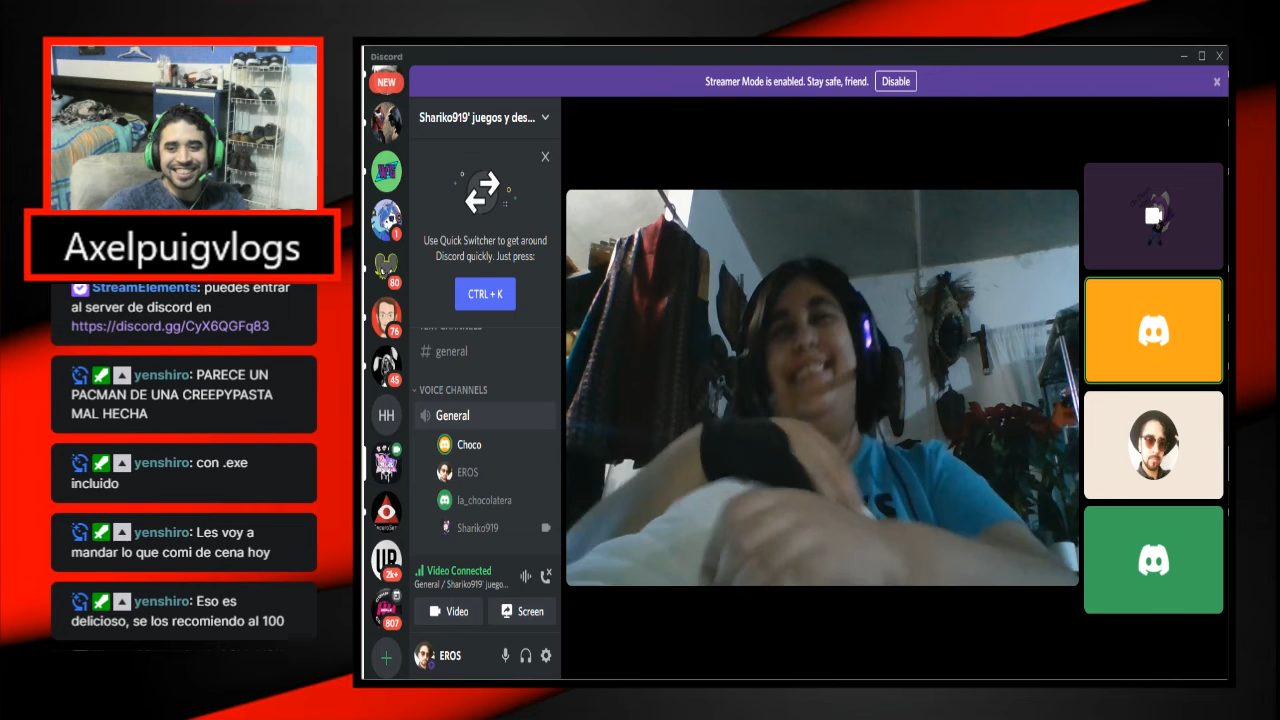 Axelpuigvlogs
StreamElements: puedes entrar
al server de discord en
https://discord.gg/CyX6QGFq83
yenshiro: PARECE UN
PACMAN DE UNA CREEPYPASTA
MAL HECHA
yenshiro: con .exe
incluido
yenshiro: Les voy a
mandar lo que comi de cena hoy
yenshiro: Eso es
delicioso, se los recomiendo al 100
Discord
NEW
Streamer Mode is enabled. Stay safe, friend. Disable
Shariko919' juegos y des...
Use Quick Switcher to get around
Discord quickly. Just press:
CTRL + K
# general
VOICE CHANNELS
General
Choco
EROS
la_chocolatera
Shariko919
Video Connected
General / Shariko919' juego...
Video Screen
EROS
1
80
76
45
HH
2k+
807